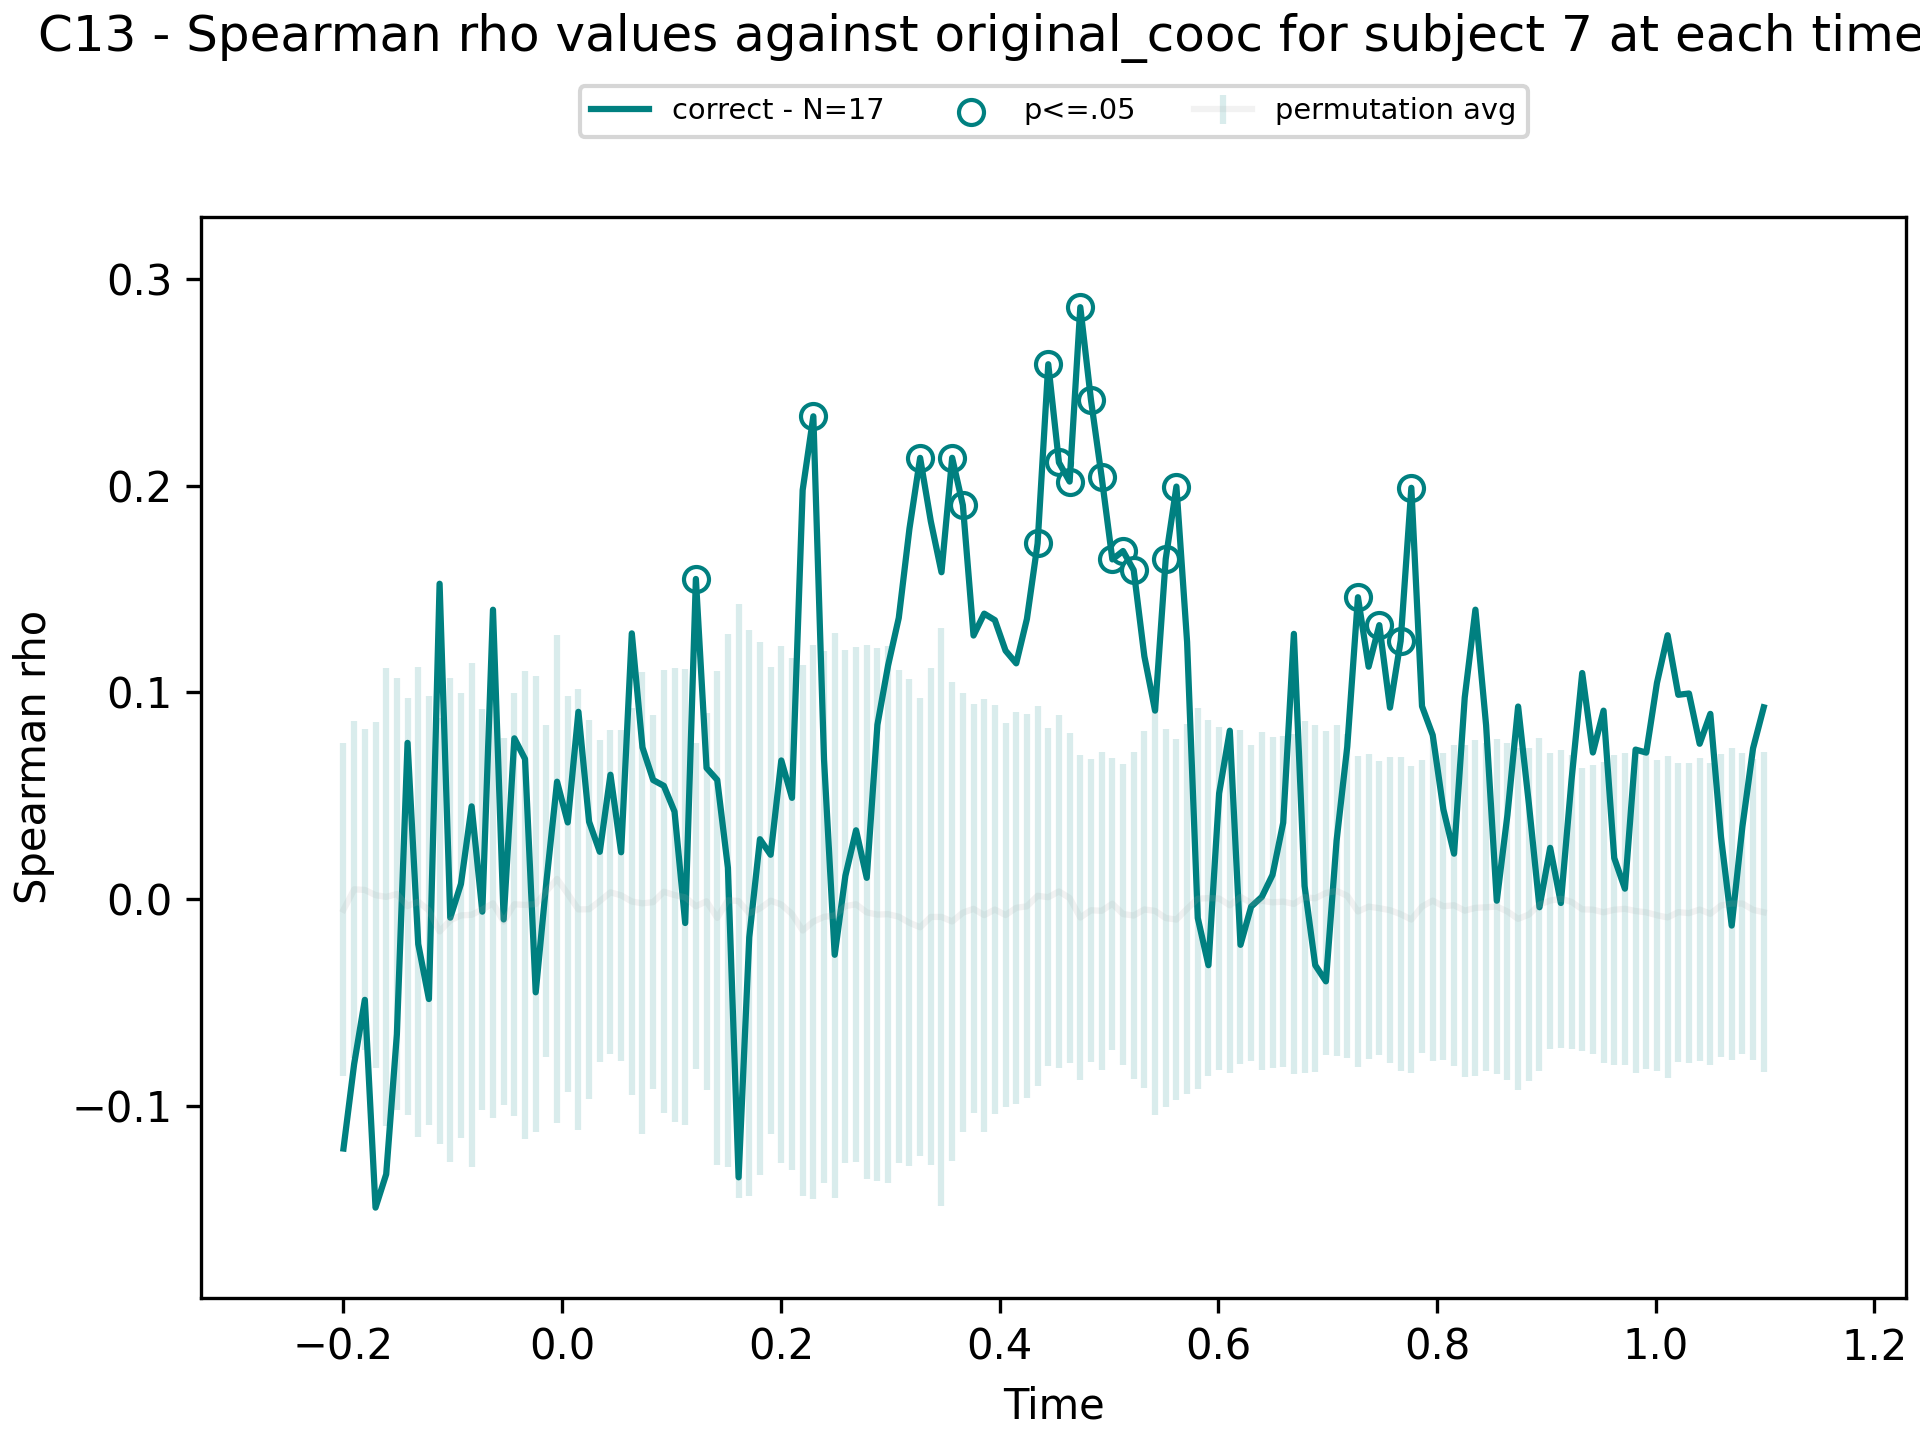 C13 - Spearman rho values against original_cooc for subject 7 at each time
correct - N=17 p<=.05 permutation avg
0.3
0.2
0.1
0.0
−0.1
Spearman rho
−0.2 0.0 0.2 0.4 0.6 0.8 1.0 1.2
Time